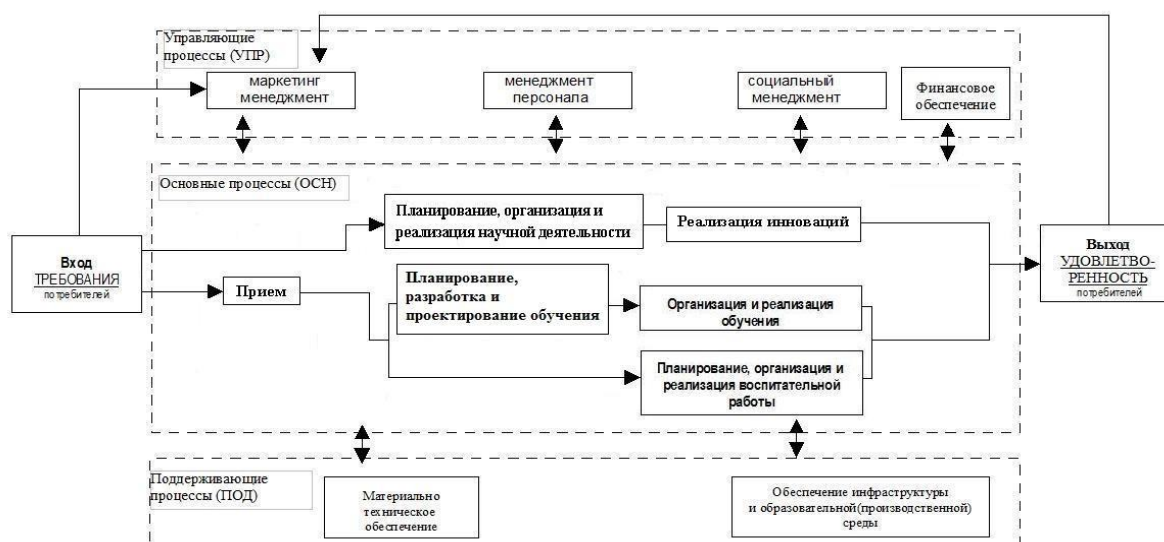 Управляющие
процессы (УПР)
маркетинг
менеджмент
менеджмент
персонала
социальный
менеджмент
Финансовое
обеспечение
Основные процессы (ОСН)
Вход
ТРЕБОВАНИЯ
потребителей
Планирование, организация и
реализация научной деятельности
Реализация инноваций
Прием
Планирование,
разработка и
проектирование обучения
Организация и реализация
обучения
Планирование, организация и
реализация воспитательной
работы
Выход
УДОВЛЕТВО-
РЕННОСТЬ
потребителей
Поддерживающие
процессы (ПОД)
Материально
техническое
обеспечение
Обеспечение инфраструктуры
и образовательной(производственной)
среды